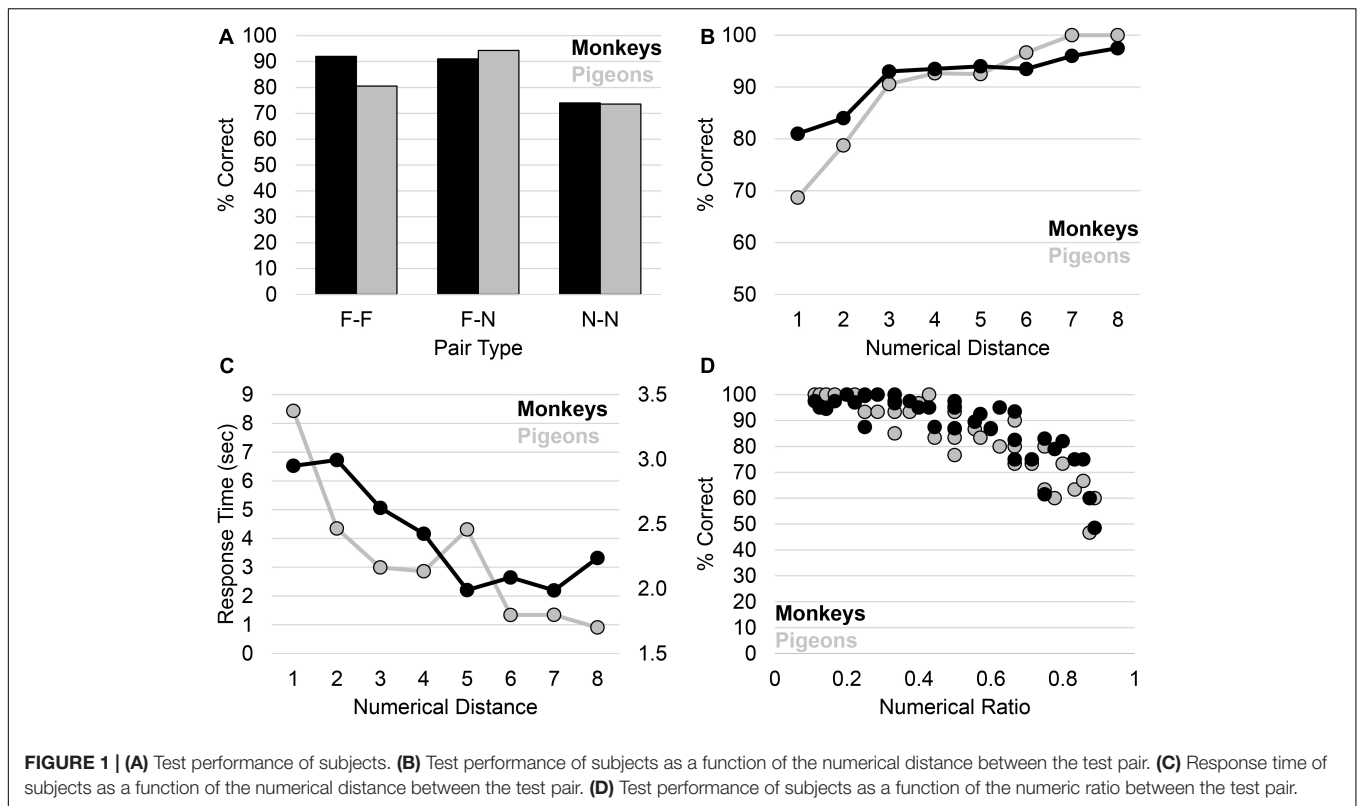 A
100
90
80
70
60
50
40
30
20
10
0
% Correct
Monkeys
Pigeons
F-F F-N N-N
Pair Type
B
100
90
80
70
60
50
% Correct
Monkeys
Pigeons
1 2 3 4 5 6 7 8
Numerical Distance
C
9
8
7
6
5
4
3
2
1
0
Response Time (sec)
Monkeys
Pigeons
3.5
3.0
2.5
2.0
1.5
1 2 3 4 5 6 7 8
Numerical Distance
D
100
90
80
70
60
50
40
30
20
10
0
% Correct
Monkeys
Pigeons
0 0.2 0.4 0.6 0.8 1
Numerical Ratio
FIGURE 1 | (A) Test performance of subjects. (B) Test performance of subjects as a function of the numerical distance between the test pair. (C) Response time of
subjects as a function of the numerical distance between the test pair. (D) Test performance of subjects as a function of the numeric ratio between the test pair.